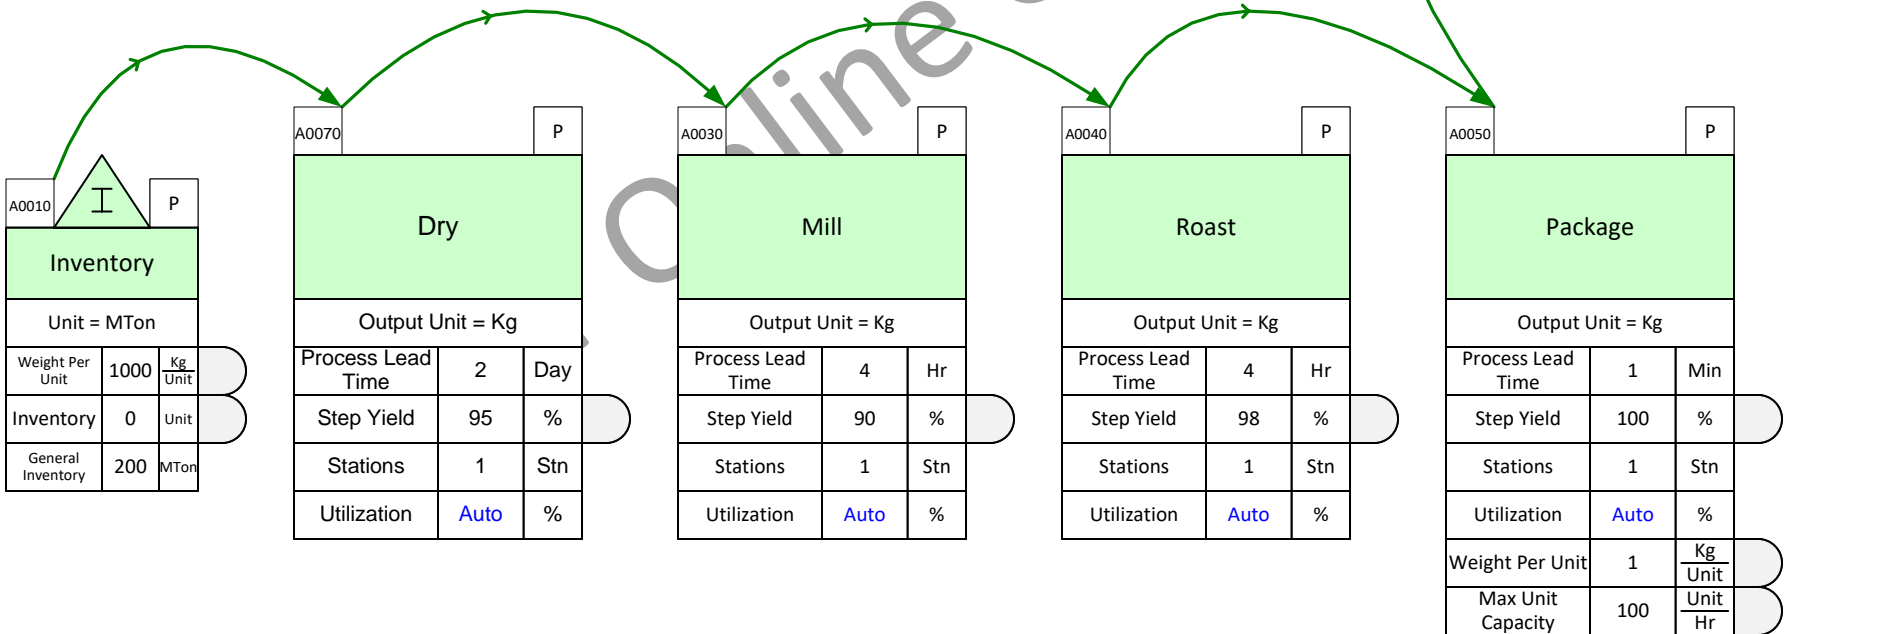 online
A0010
I
P
Inventory
Unit = MTon
Weight Per
Unit
1000
Kg
Unit
Inventory
0
Unit
General
Inventory
200
MTon
A0070
P
Dry
Output Unit = Kg
Process Lead
Time
2
Day
Step Yield
95
%
Stations
1
Stn
Utilization
Auto
%
A0030
P
Mill
Output Unit = Kg
Process Lead
Time
4
Hr
Step Yield
90
%
Stations
1
Stn
Utilization
Auto
%
A0040
P
Roast
Output Unit = Kg
Process Lead
Time
4
Hr
Step Yield
98
%
Stations
1
Stn
Utilization
Auto
%
A0050
P
Package
Output Unit = Kg
Process Lead
Time
1
Min
Step Yield
100
%
Stations
1
Stn
Utilization
Auto
%
Weight Per Unit
1
Kg
Unit
Max Unit
Capacity
100
Unit
Hr